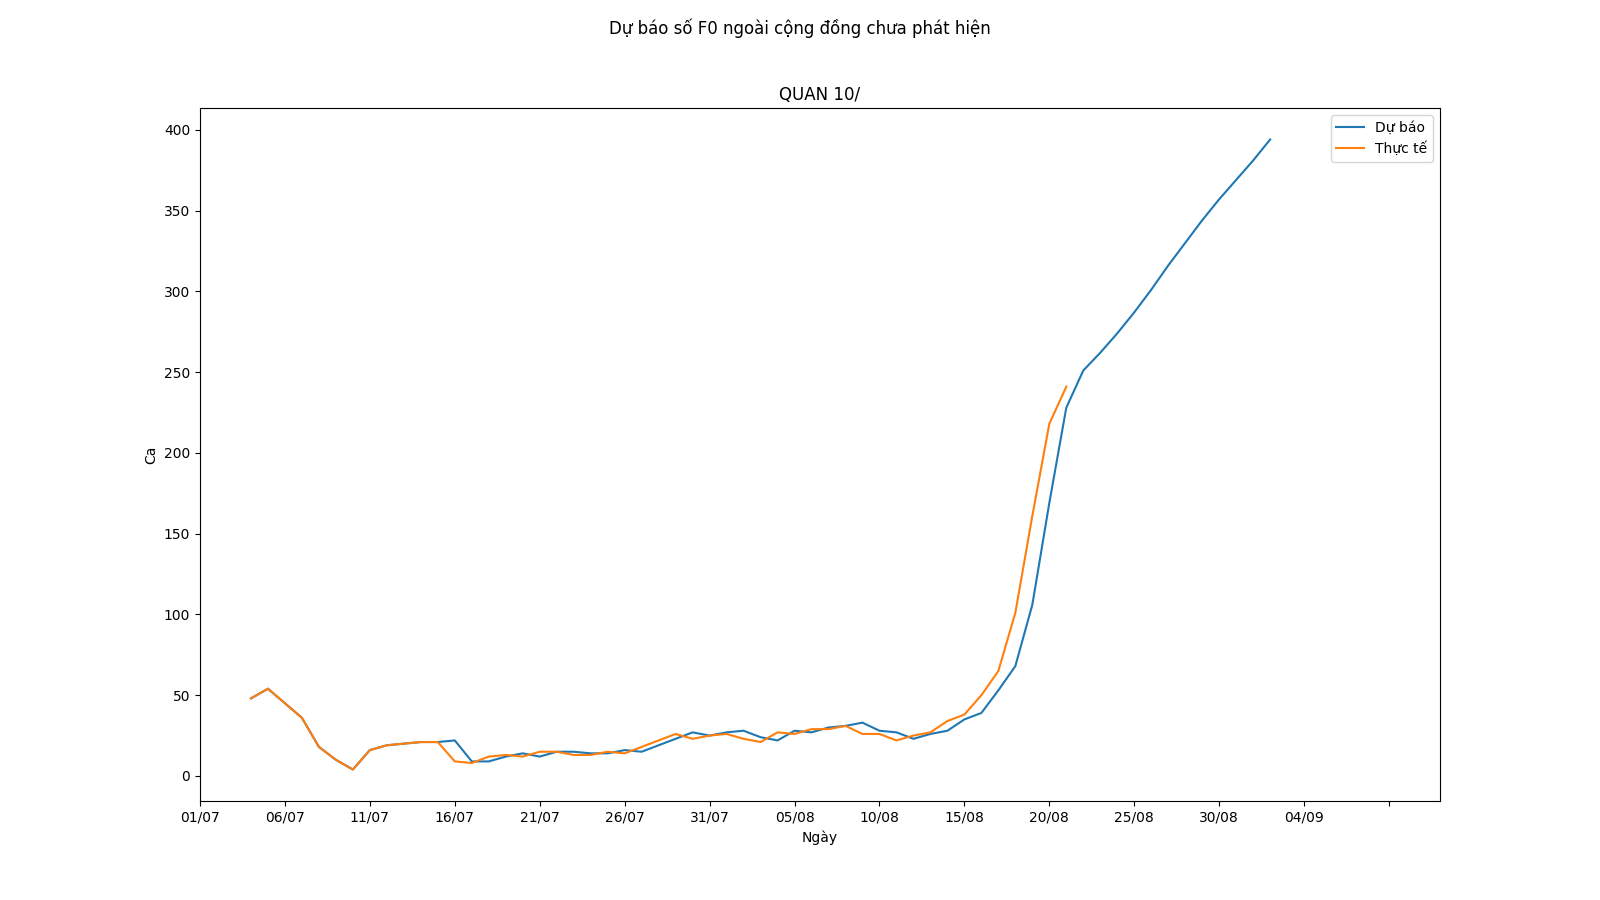 Dự báo số F0 ngoài cộng đồng chưa phát hiện
QUAN 10/
Dự báo
Thực tế
400
350
300
250
200
150
100
50
0
Ca
01/07 06/07 11/07 16/07 21/07 26/07 31/07 05/08 10/08 15/08 20/08 25/08 30/08 04/09
Ngày